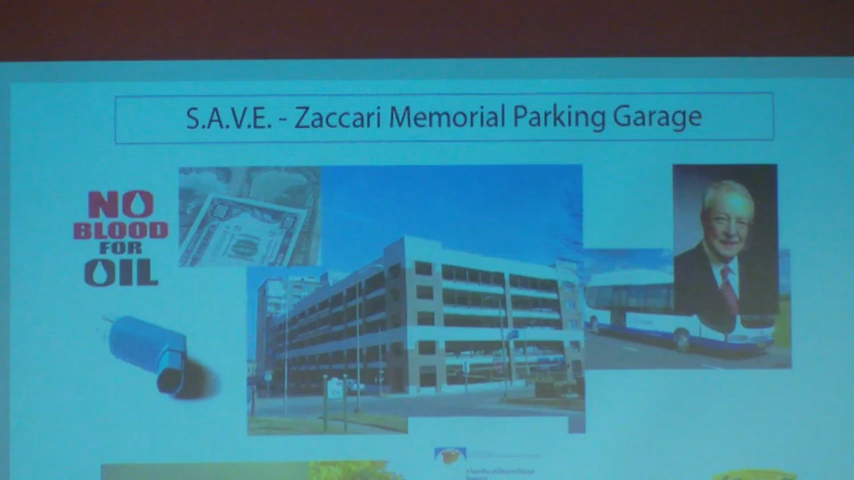 S.A.V.E. - Zaccari Memorial Parking Garage
NO
BLOOD
FOR
OIL